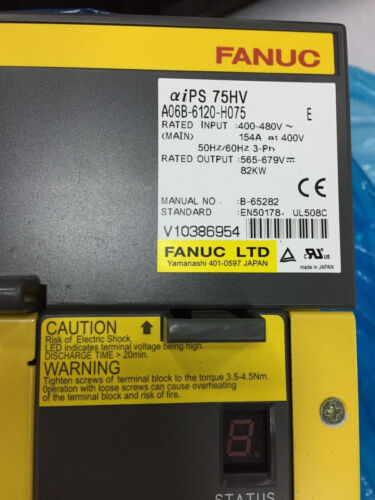 FANUC
αiPS 75HV
A06B-6120-H075 E
RATED INPUT :400-480V～
(MAIN) 154A at 400V
50Hz/60Hz 3-Ph
RATED OUTPUT :565-679V⎓
82KW
MANUAL NO. :B-65282
STANDARD :EN50178, UL508C
CE
V10386954
FANUC LTD
Yamanashi 401-0597 JAPAN
c RU us
MADE IN JAPAN
CAUTION
Risk of Electric Shock.
LED indicates terminal voltage being high.
DISCHARGE TIME > 20min.
WARNING
Tighten screws of terminal block to the torque 3.5-4.5Nm.
Operation with loose screws can cause overheating
of the terminal block and risk of fire.
8.
STATUS